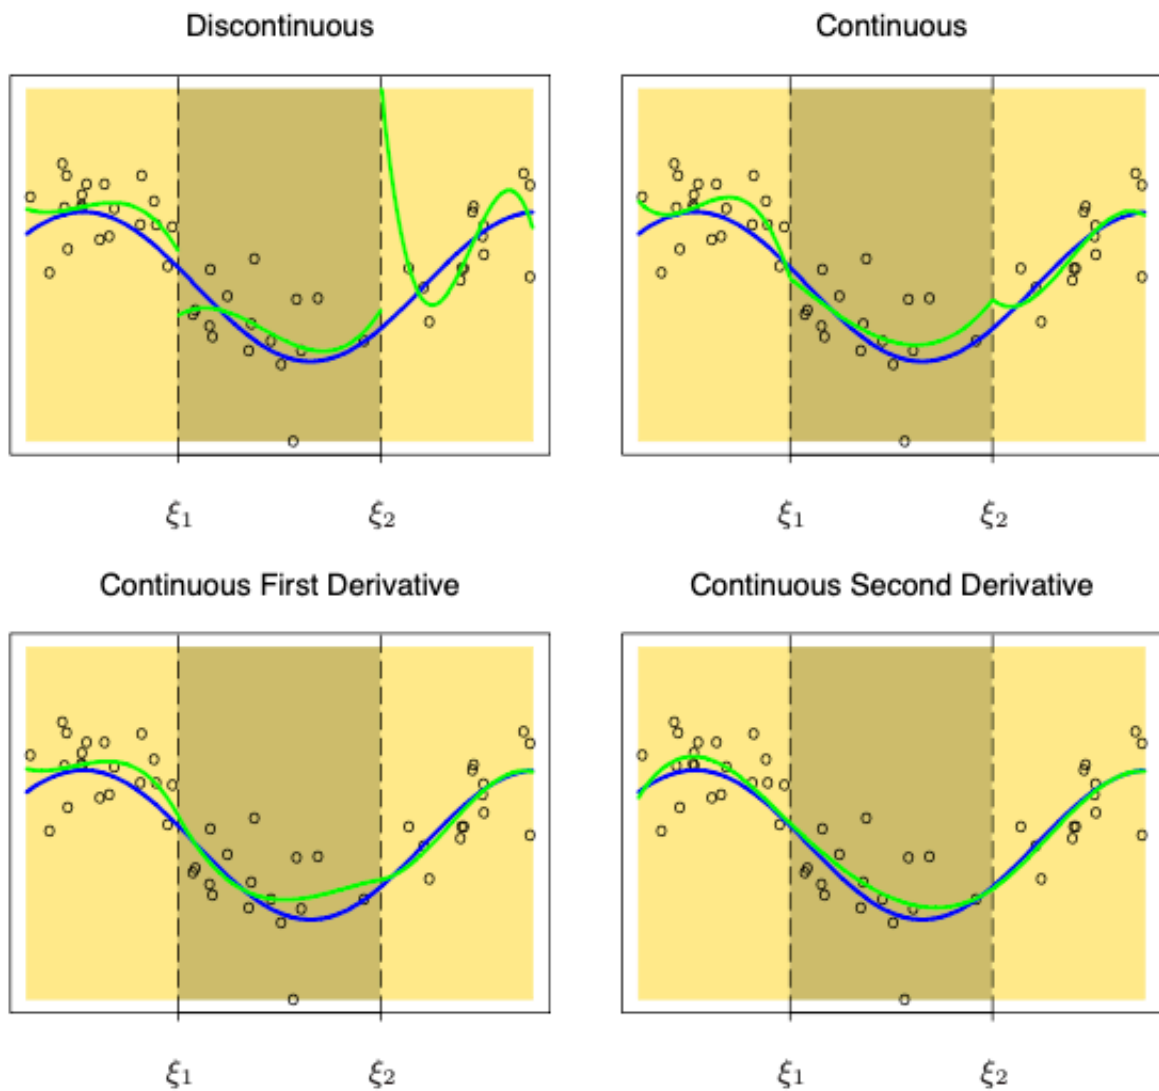 Discontinuous
Continuous
ξ₁ ξ₂
ξ₁ ξ₂
Continuous First Derivative
Continuous Second Derivative
ξ₁ ξ₂
ξ₁ ξ₂